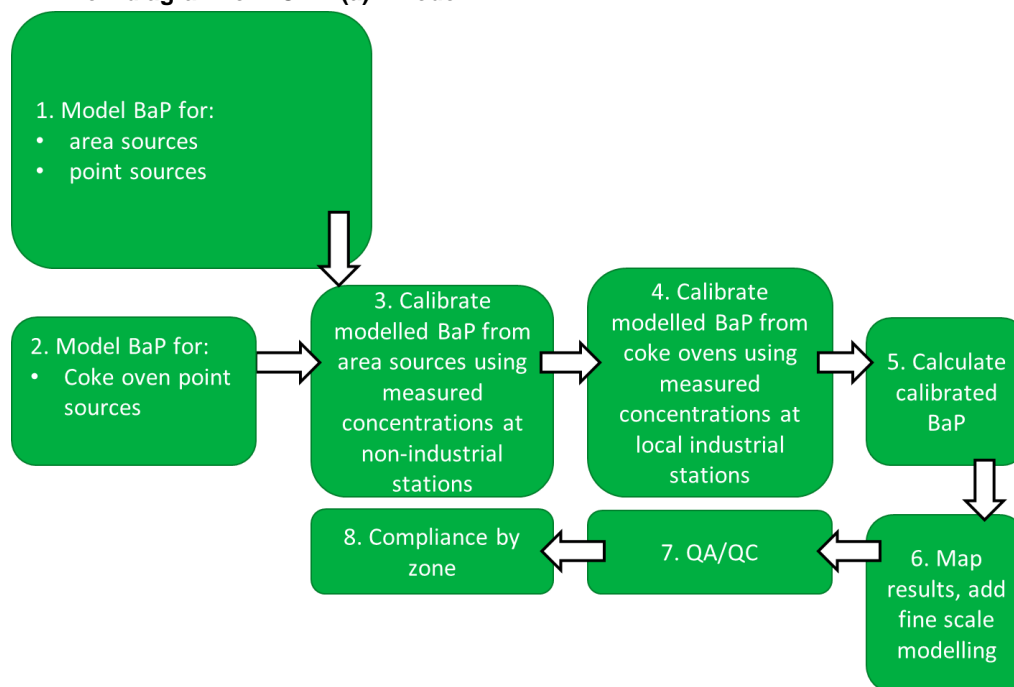 1. Model BaP for:
• area sources
• point sources
2. Model BaP for:
• Coke oven point
sources
3. Calibrate
modelled BaP from
area sources using
measured
concentrations at
non-industrial
stations
4. Calibrate
modelled BaP from
coke ovens using
measured
concentrations at
local industrial
stations
5. Calculate
calibrated
BaP
6. Map
results, add
fine scale
modelling
7. QA/QC
8. Compliance by
zone